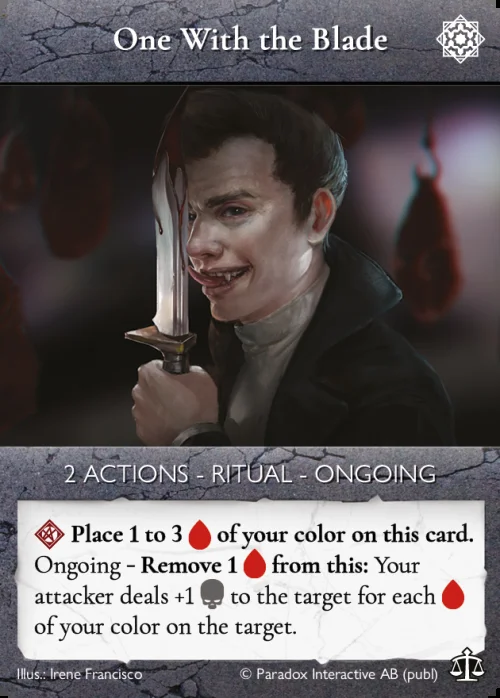 One With the Blade
2 ACTIONS - RITUAL - ONGOING
Place 1 to 3 of your color on this card.
Ongoing - Remove 1 from this: Your
attacker deals +1 to the target for each
of your color on the target.
Illus.: Irene Francisco © Paradox Interactive AB (publ)